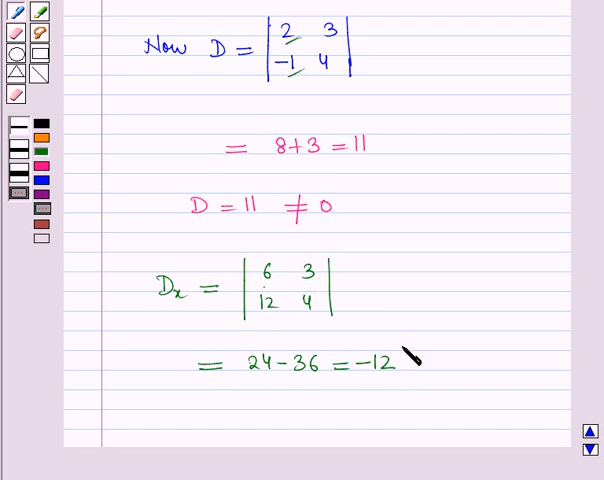 Now D = | 2 3 |
| -1 4 |
= 8+3 = 11
D = 11 ≠ 0
Dx = | 6 3 |
| 12 4 |
= 24 - 36 = -12